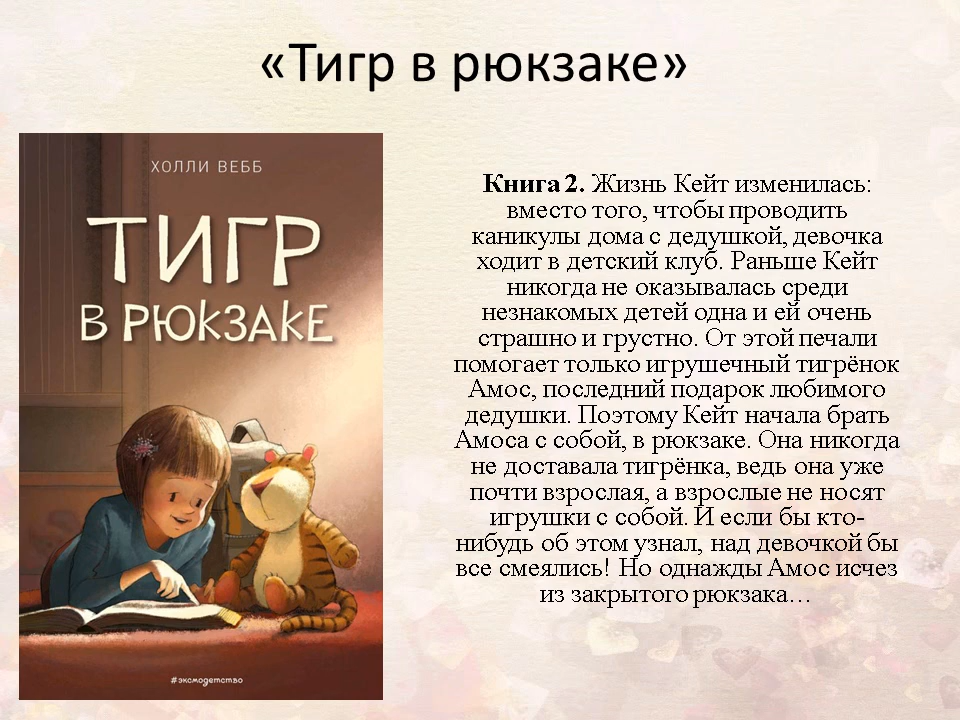 «Тигр в рюкзаке»
ХОЛЛИ ВЕББ
ТИГР
В РЮКЗАКЕ
#эксмодетство
Книга 2. Жизнь Кейт изменилась:
вместо того, чтобы проводить
каникулы дома с дедушкой, девочка
ходит в детский клуб. Раньше Кейт
никогда не оказывалась среди
незнакомых детей одна и ей очень
страшно и грустно. От этой печали
помогает только игрушечный тигрёнок
Амос, последний подарок любимого
дедушки. Поэтому Кейт начала брать
Амоса с собой, в рюкзаке. Она никогда
не доставала тигрёнка, ведь она уже
почти взрослая, а взрослые не носят
игрушки с собой. И если бы кто-
нибудь об этом узнал, над девочкой бы
все смеялись! Но однажды Амос исчез
из закрытого рюкзака…